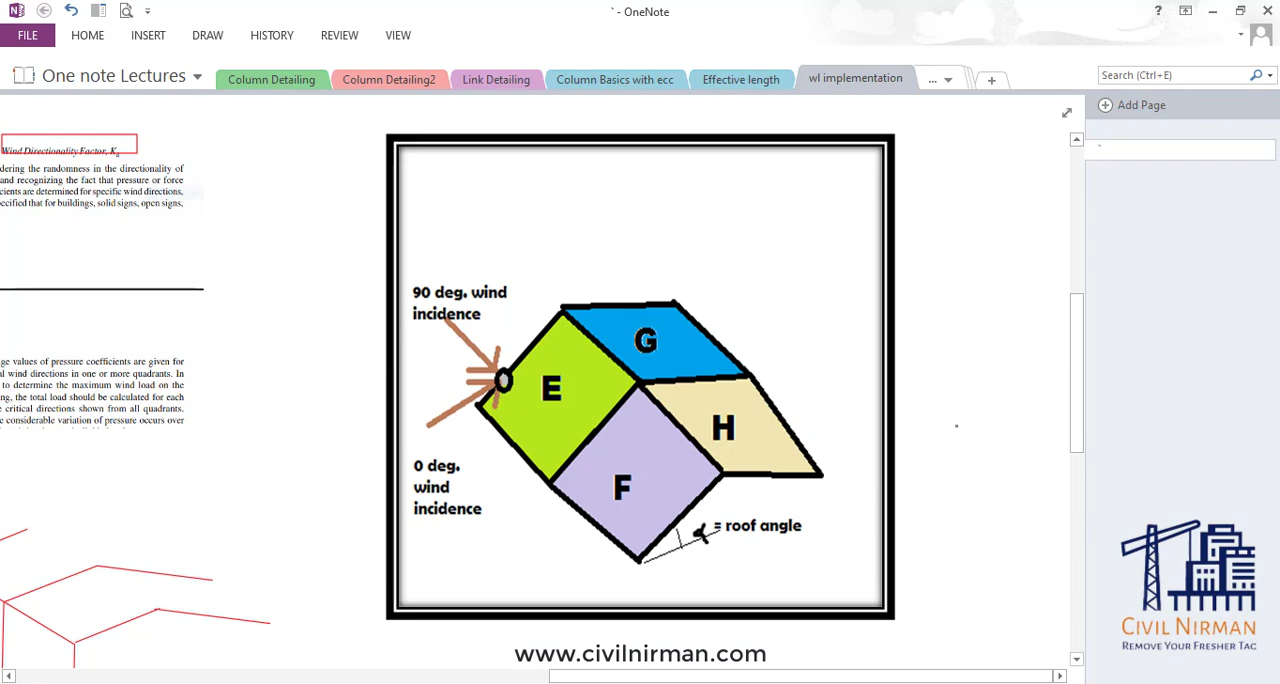 ` - OneNote
?
FILE
HOME
INSERT
DRAW
HISTORY
REVIEW
VIEW
One note Lectures
Column Detailing
Column Detailing2
Link Detailing
Column Basics with ecc
Effective length
wl implementation
...
Search (Ctrl+E)
Add Page
Wind Directionality Factor, K
dering the randomness in the directionality of
and recognizing the fact that pressure or force
cients are determined for specific wind directions,
pecified that for buildings, solid signs, open signs,
ge values of pressure coefficients are given for
al wind directions in one or more quadrants. In
to determine the maximum wind load on the
ng, the total load should be calculated for each
e critical directions shown from all quadrants.
e considerable variation of pressure occurs over
90 deg. wind
incidence
G
E
H
F
0 deg.
wind
incidence
= roof angle
CIVIL NIRMAN
REMOVE YOUR FRESHER TAC
www.civilnirman.com